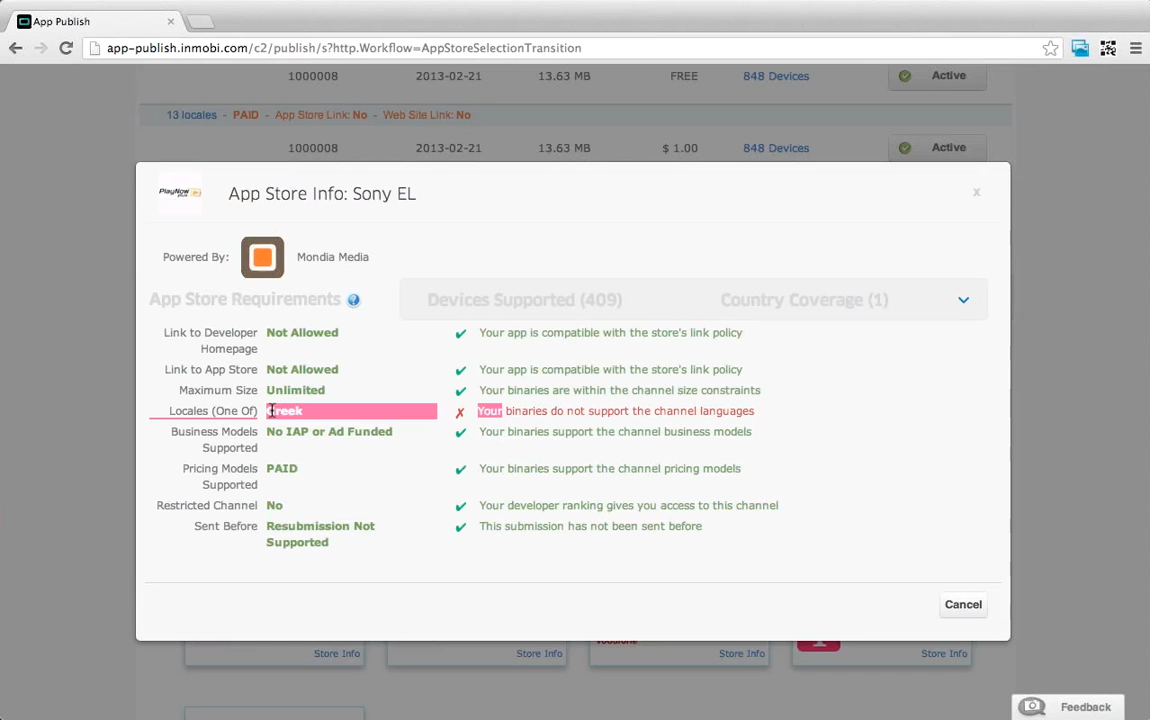 App Publish
app-publish.inmobi.com/c2/publish/s?http.Workflow=AppStoreSelectionTransition
1000008 2013-02-21 13.63 MB FREE 848 Devices Active
13 locales - PAID - App Store Link: No - Web Site Link: No
1000008 2013-02-21 13.63 MB $ 1.00 848 Devices Active
PlayNow
App Store Info: Sony EL
x
Powered By: Mondia Media
App Store Requirements ? Devices Supported (409) Country Coverage (1)
Link to Developer Not Allowed Your app is compatible with the store's link policy
Homepage
Link to App Store Not Allowed Your app is compatible with the store's link policy
Maximum Size Unlimited Your binaries are within the channel size constraints
Locales (One Of) Greek Your binaries do not support the channel languages
Business Models No IAP or Ad Funded Your binaries support the channel business models
Supported
Pricing Models PAID Your binaries support the channel pricing models
Supported
Restricted Channel No Your developer ranking gives you access to this channel
Sent Before Resubmission Not This submission has not been sent before
Supported
Cancel
vodafone
Store Info Store Info Store Info Store Info
Feedback